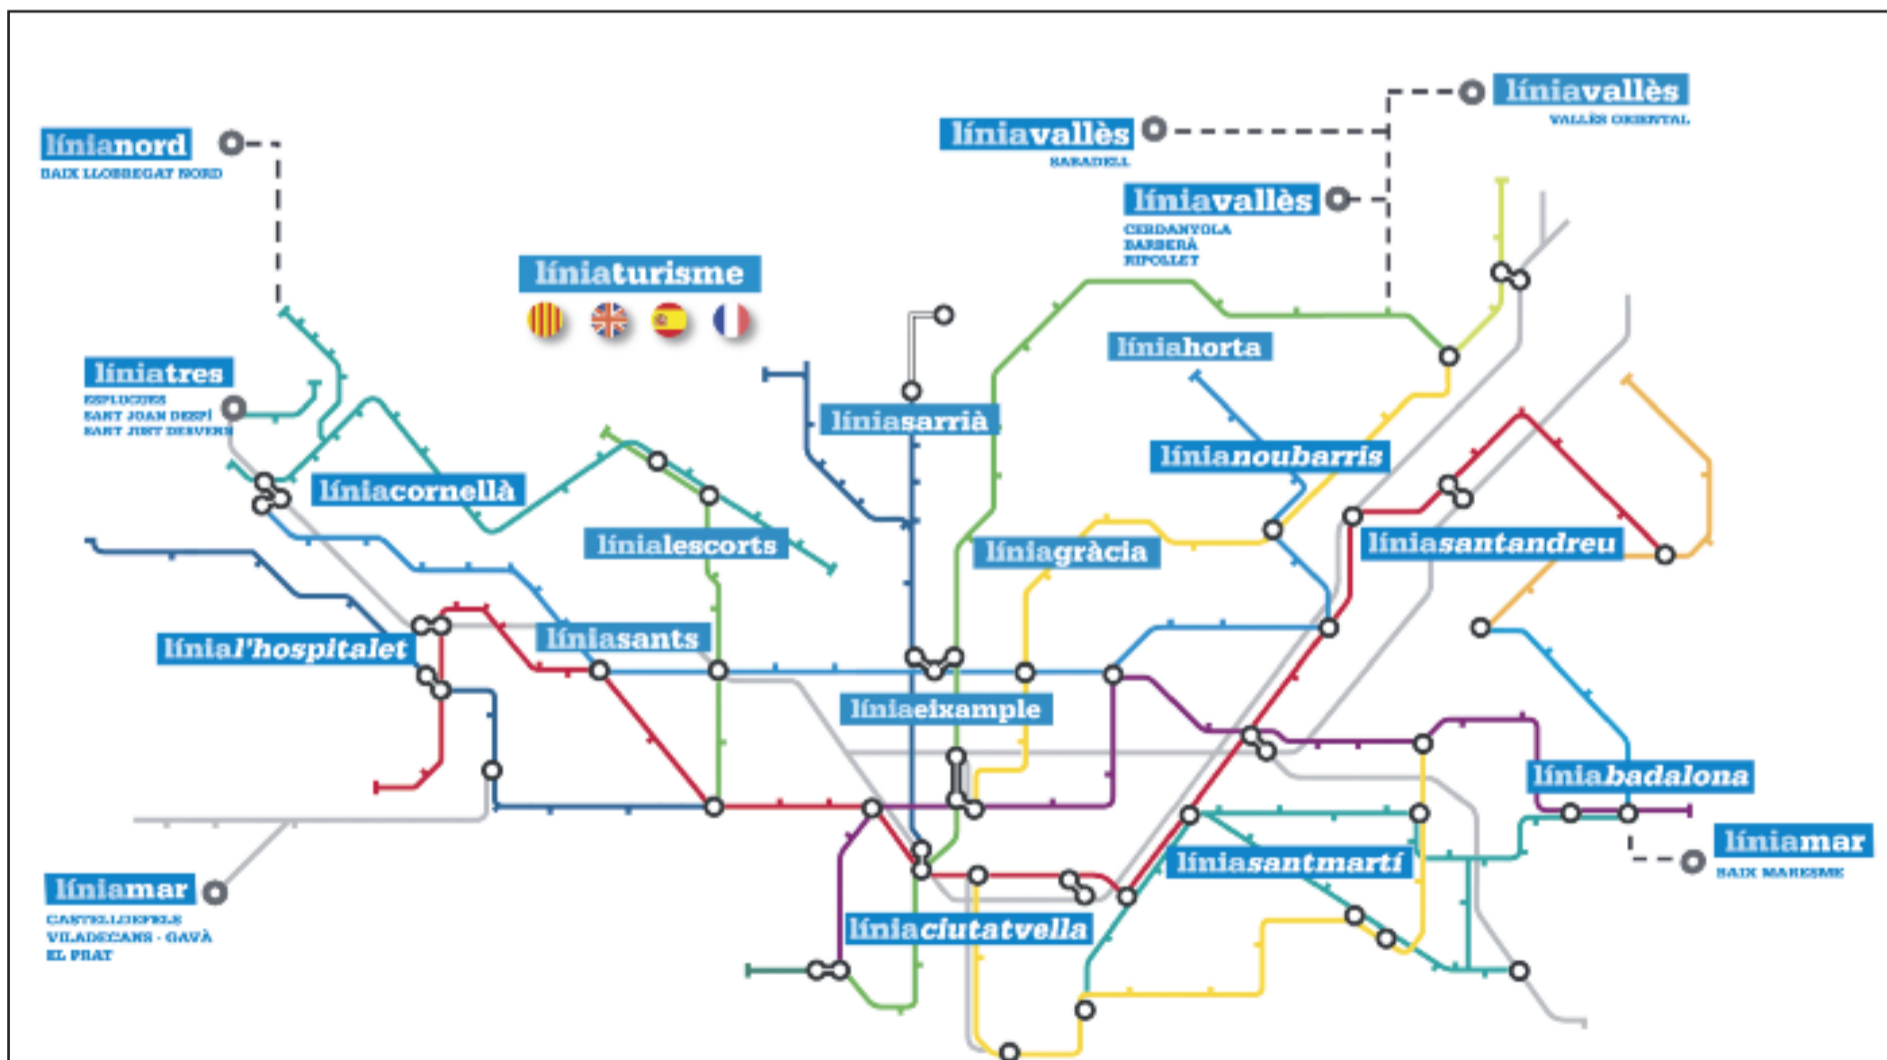 línianord
BAIX LLOBREGAT NORD
líniavallès
VALLÈS ORIENTAL
líniavallès
SABADELL
líniavallès
CERDANYOLA
BARBERÀ
RIPOLLET
líniaturisme
líniahorta
líniatres
ESPLUGUES
SANT JOAN DESPÍ
SANT JUST DESVERN
líniasarrià
línianoubarris
líniacornellà
línialescorts
líniagràcia
líniasantandreu
línial'hospitalet
líniasants
líniaeixample
líniabadalona
líniamar
BAIX MARESME
líniasantmartí
líniamar
CASTELLDEFELS
VILADECANS - GAVÀ
EL PRAT
líniaciutatvella